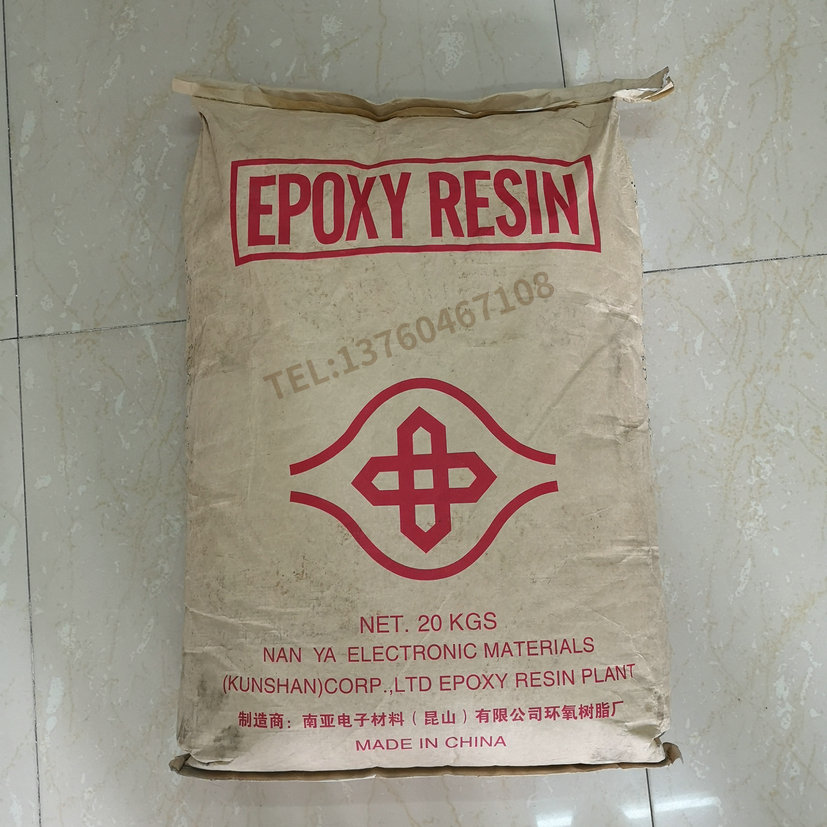 EPOXY RESIN
TEL:13760467108
NET. 20 KGS
NAN YA ELECTRONIC MATERIALS
(KUNSHAN)CORP.,LTD EPOXY RESIN PLANT
制造商：南亚电子材料（昆山）有限公司环氧树脂厂
MADE IN CHINA